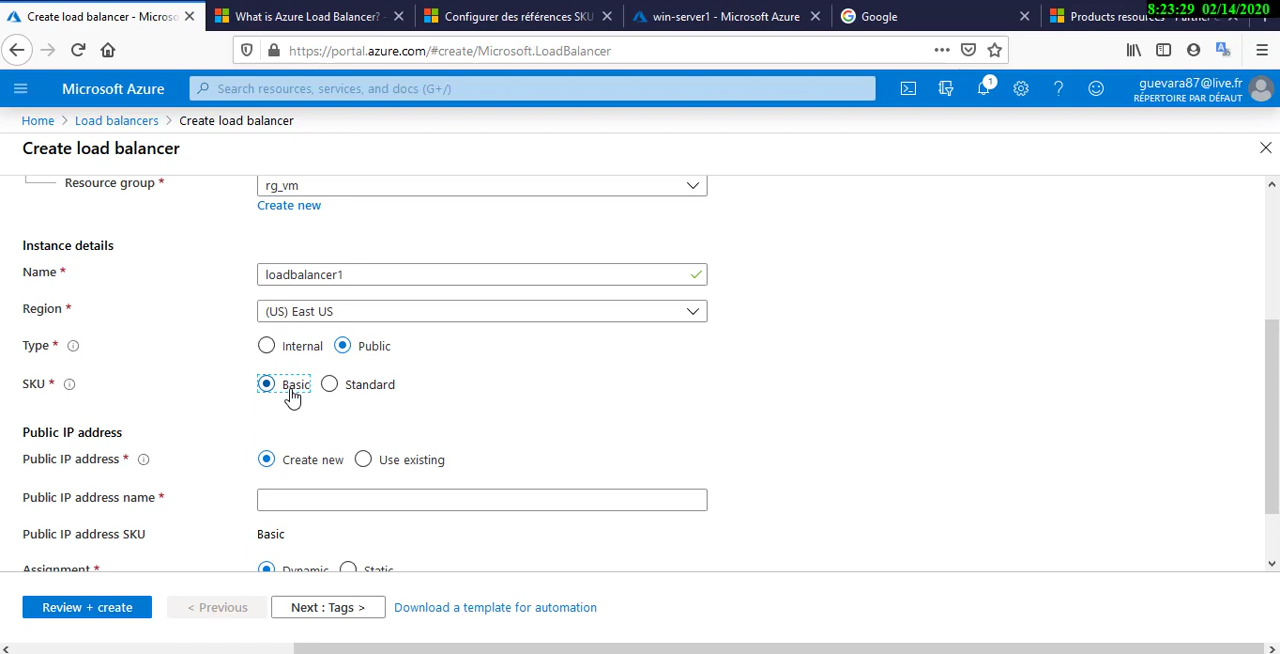 Create load balancer - Microso
What is Azure Load Balancer? -
Configurer des références SKU
win-server1 - Microsoft Azure
Google
Products resou
8:23:29 02/14/2020
https://portal.azure.com/#create/Microsoft.LoadBalancer
Microsoft Azure
Search resources, services, and docs (G+/)
1
guevara87@live.fr
RÉPERTOIRE PAR DÉFAUT
Home > Load balancers > Create load balancer
Create load balancer
Resource group *
rg_vm
Create new
Instance details
Name *
loadbalancer1
Region *
(US) East US
Type *
Internal
Public
SKU *
Basic
Standard
Public IP address
Public IP address *
Create new
Use existing
Public IP address name *
Public IP address SKU
Basic
Assignment *
Dynamic
Static
Review + create
< Previous
Next : Tags >
Download a template for automation